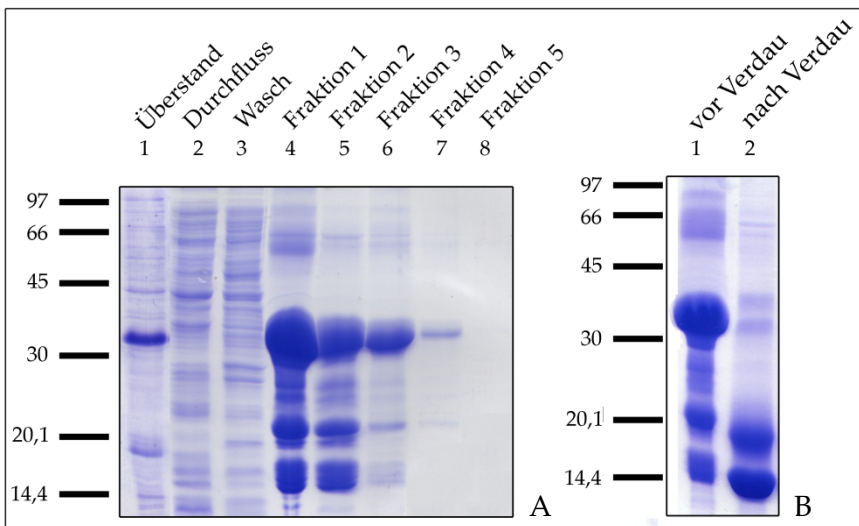 Überstand
Durchfluss
Wasch
Fraktion 1
Fraktion 2
Fraktion 3
Fraktion 4
Fraktion 5
1 2 3 4 5 6 7 8
97
66
45
30
20,1
14,4
A
vor Verdau
nach Verdau
1 2
97
66
45
30
20,1
14,4
B